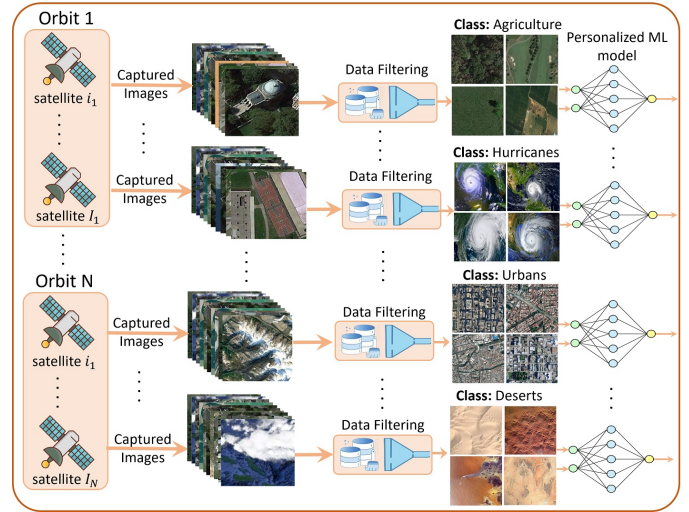 Orbit 1
satellite i₁
Captured
Images
Data Filtering
Class: Agriculture
Personalized ML
model
satellite I₁
Captured
Images
Data Filtering
Class: Hurricanes
Orbit N
satellite i₁
Captured
Images
Data Filtering
Class: Urbans
satellite I_N
Captured
Images
Data Filtering
Class: Deserts